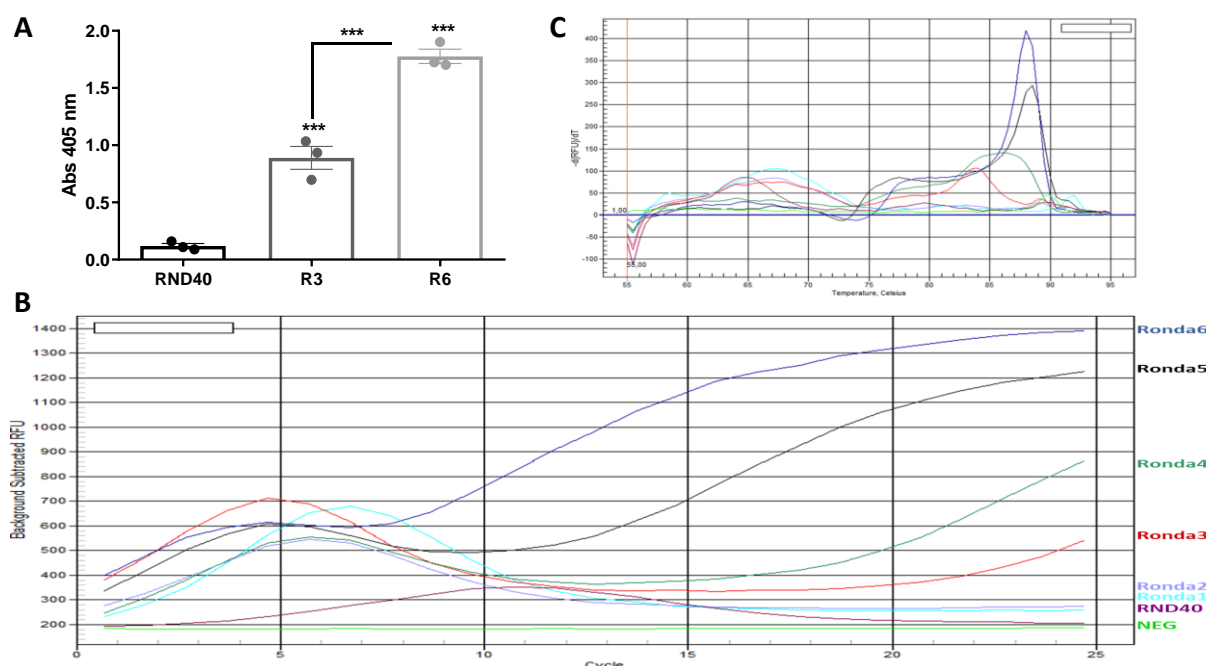 A
Abs 405 nm
2.0
1.5
1.0
0.5
0.0
***
***
***
RND40
R3
R6
C
-d(RFU)/dT
400
350
300
250
200
150
100
50
0
-50
-100
1,00
55,00
55
60
65
70
75
80
85
90
95
Temperature, Celsius
B
Background Subtracted RFU
1400
1300
1200
1100
1000
900
800
700
600
500
400
300
200
0
5
10
15
20
25
Cycle
Ronda6
Ronda5
Ronda4
Ronda3
Ronda2
Ronda1
RND40
NEG